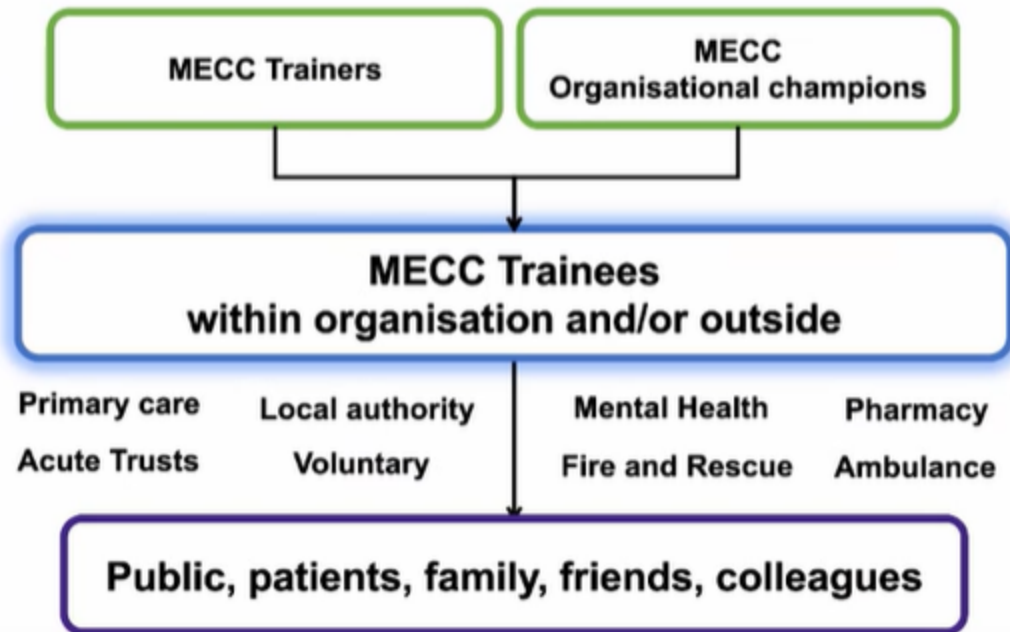 MECC Trainers
MECC
Organisational champions
MECC Trainees
within organisation and/or outside
Primary care
Local authority
Mental Health
Pharmacy
Acute Trusts
Voluntary
Fire and Rescue
Ambulance
Public, patients, family, friends, colleagues